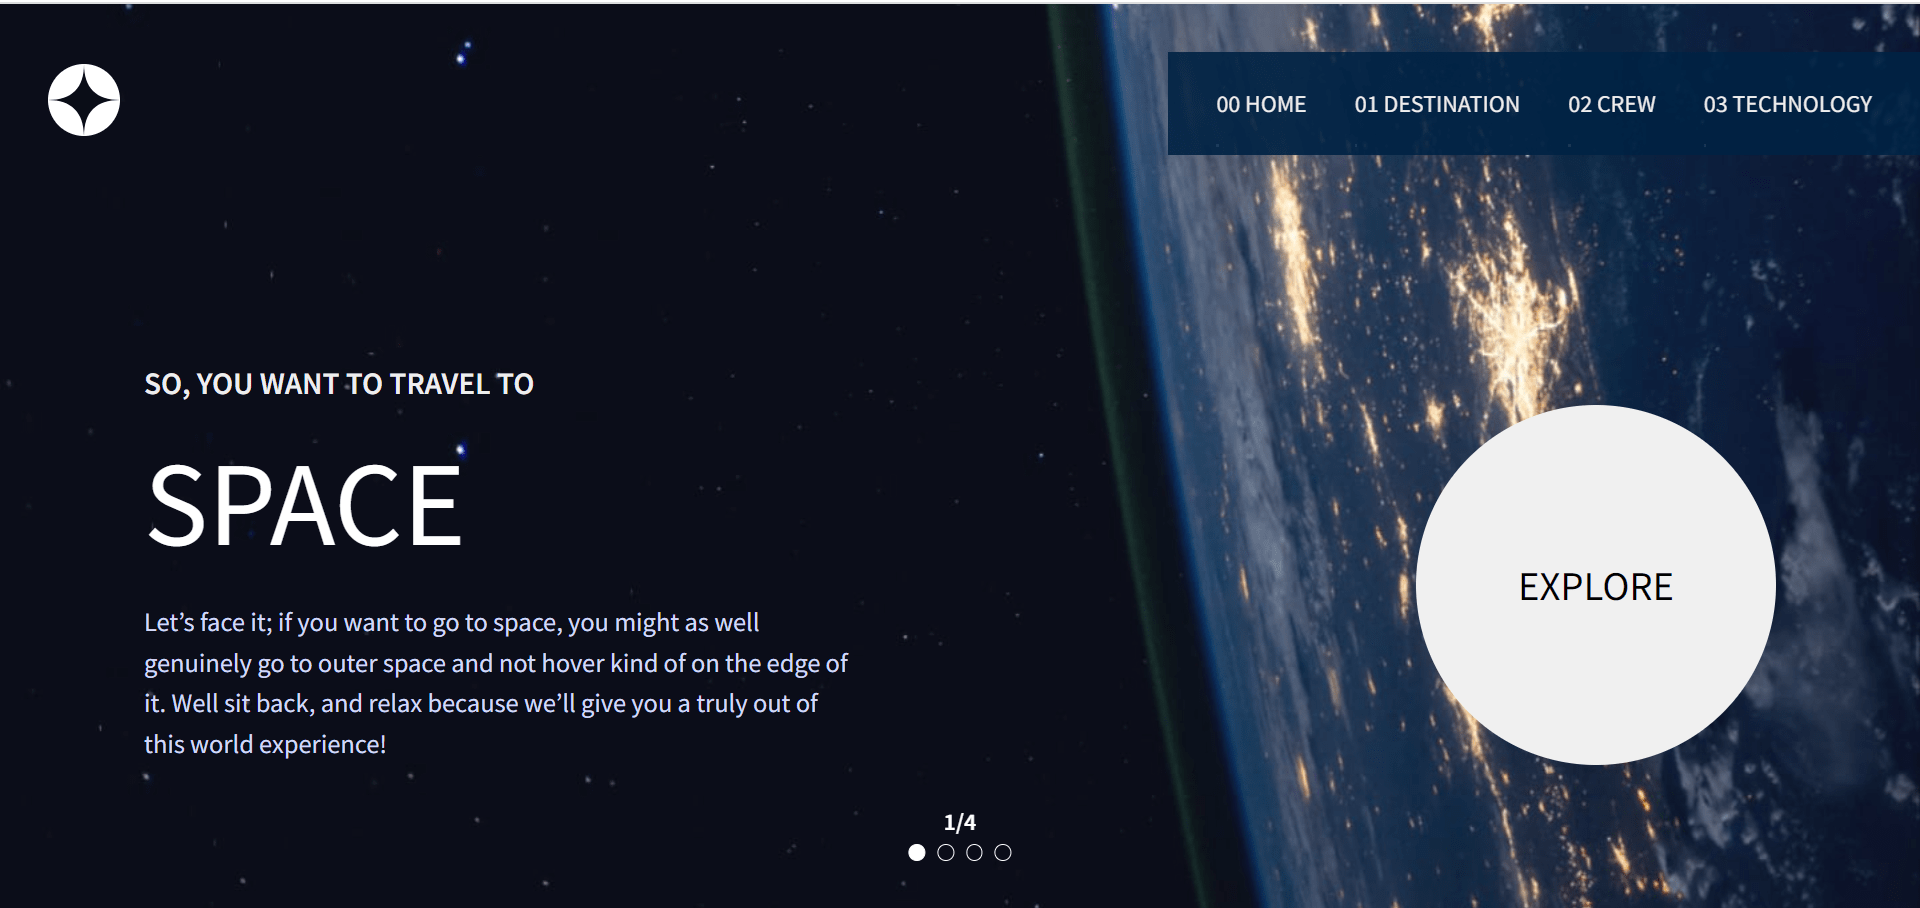 00 HOME 01 DESTINATION 02 CREW 03 TECHNOLOGY
SO, YOU WANT TO TRAVEL TO
SPACE
Let’s face it; if you want to go to space, you might as well
genuinely go to outer space and not hover kind of on the edge of
it. Well sit back, and relax because we’ll give you a truly out of
this world experience!
EXPLORE
1/4